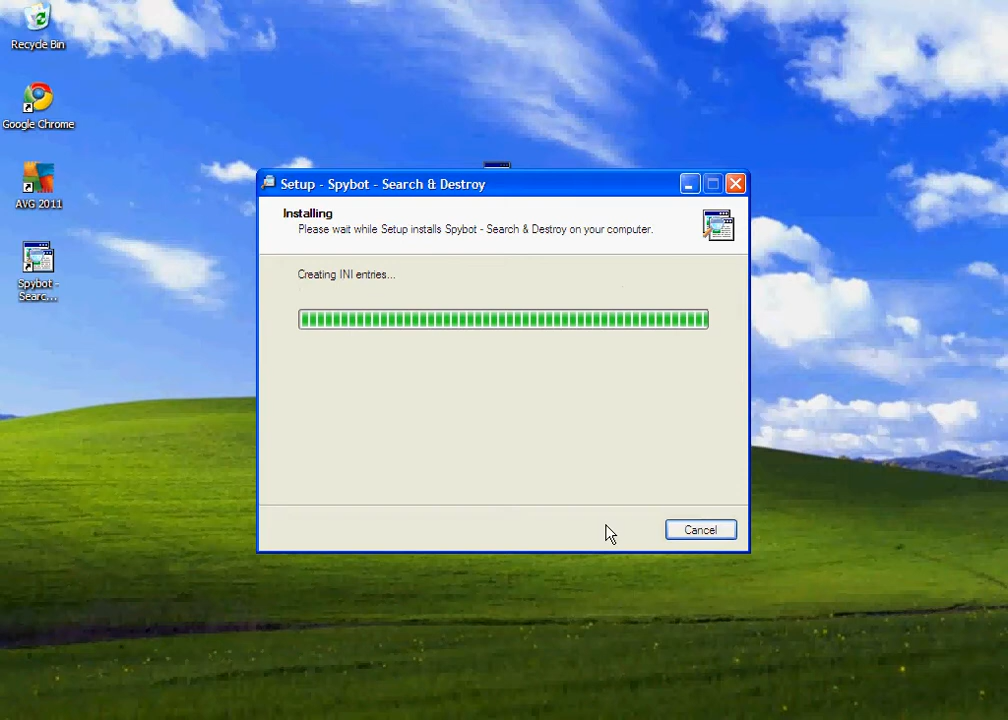 Recycle Bin
Google Chrome
AVG 2011
Spybot -
Searc...
Setup - Spybot - Search & Destroy
Installing
Please wait while Setup installs Spybot - Search & Destroy on your computer.
Creating INI entries...
Cancel